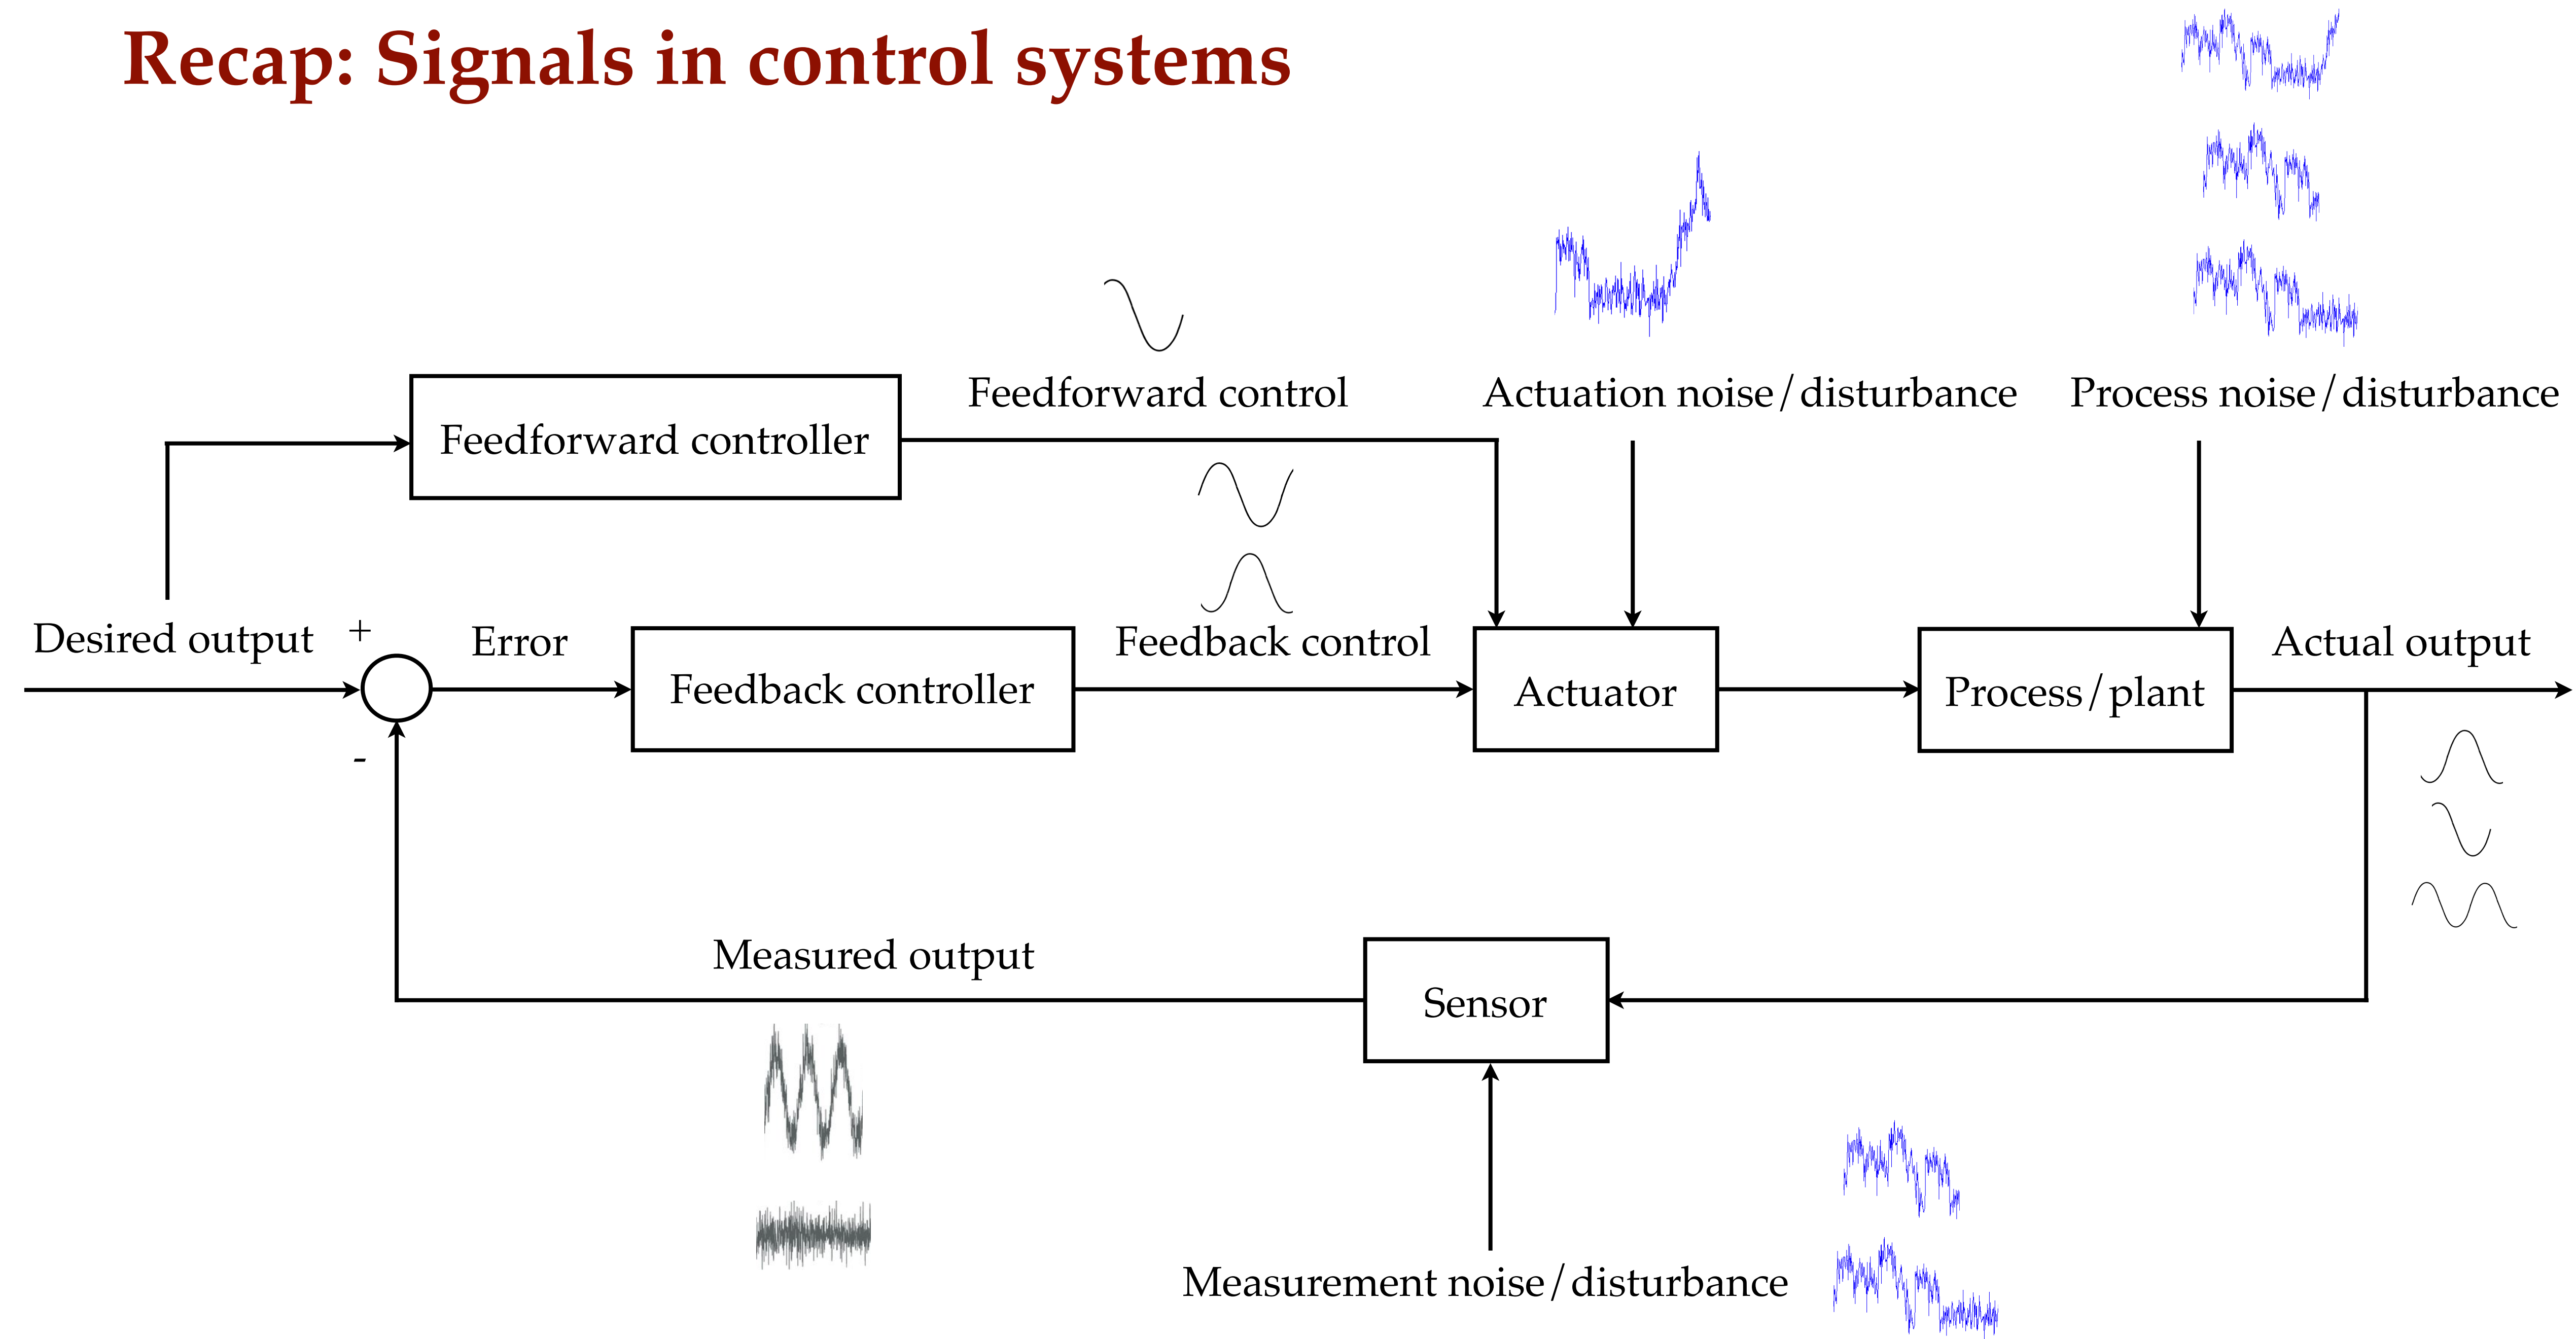 Recap: Signals in control systems
Feedforward control
Actuation noise/disturbance
Process noise/disturbance
Feedforward controller
Desired output
+
Error
Feedback control
Actual output
Feedback controller
Actuator
Process/plant
-
Measured output
Sensor
Measurement noise/disturbance